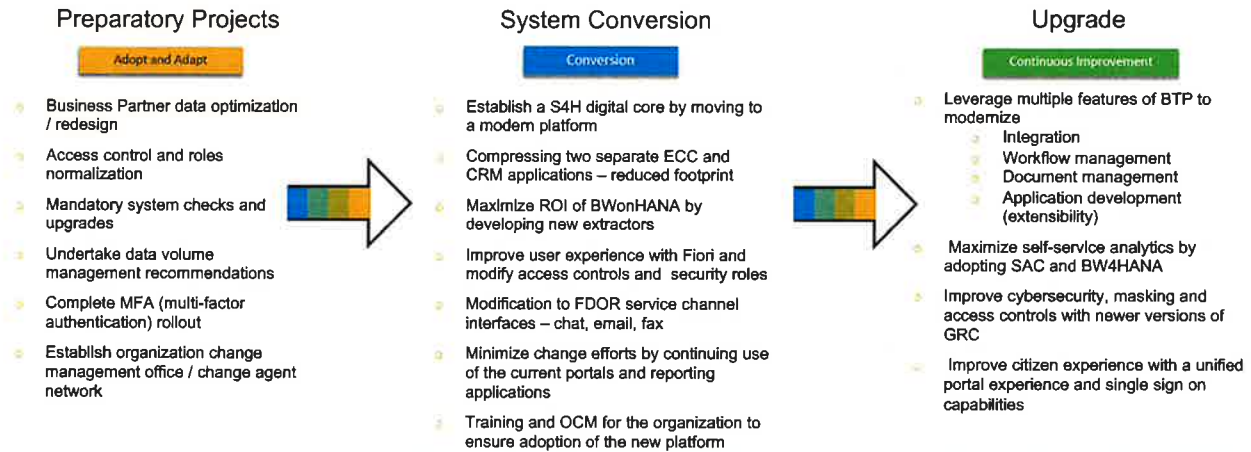 Preparatory Projects
Adopt and Adapt
Business Partner data optimization
/ redesign
Access control and roles
normalization
Mandatory system checks and
upgrades
Undertake data volume
management recommendations
Complete MFA (multi-factor
authentication) rollout
Establish organization change
management office / change agent
network
System Conversion
Conversion
Establish a S4H digital core by moving to
a modern platform
Compressing two separate ECC and
CRM applications – reduced footprint
Maximize ROI of BWonHANA by
developing new extractors
Improve user experience with Fiori and
modify access controls and security roles
Modification to FDOR service channel
interfaces – chat, email, fax
Minimize change efforts by continuing use
of the current portals and reporting
applications
Training and OCM for the organization to
ensure adoption of the new platform
Upgrade
Continuous Improvement
Leverage multiple features of BTP to
modernize
Integration
Workflow management
Document management
Application development
(extensibility)
Maximize self-service analytics by
adopting SAC and BW4HANA
Improve cybersecurity, masking and
access controls with newer versions of
GRC
Improve citizen experience with a unified
portal experience and single sign on
capabilities